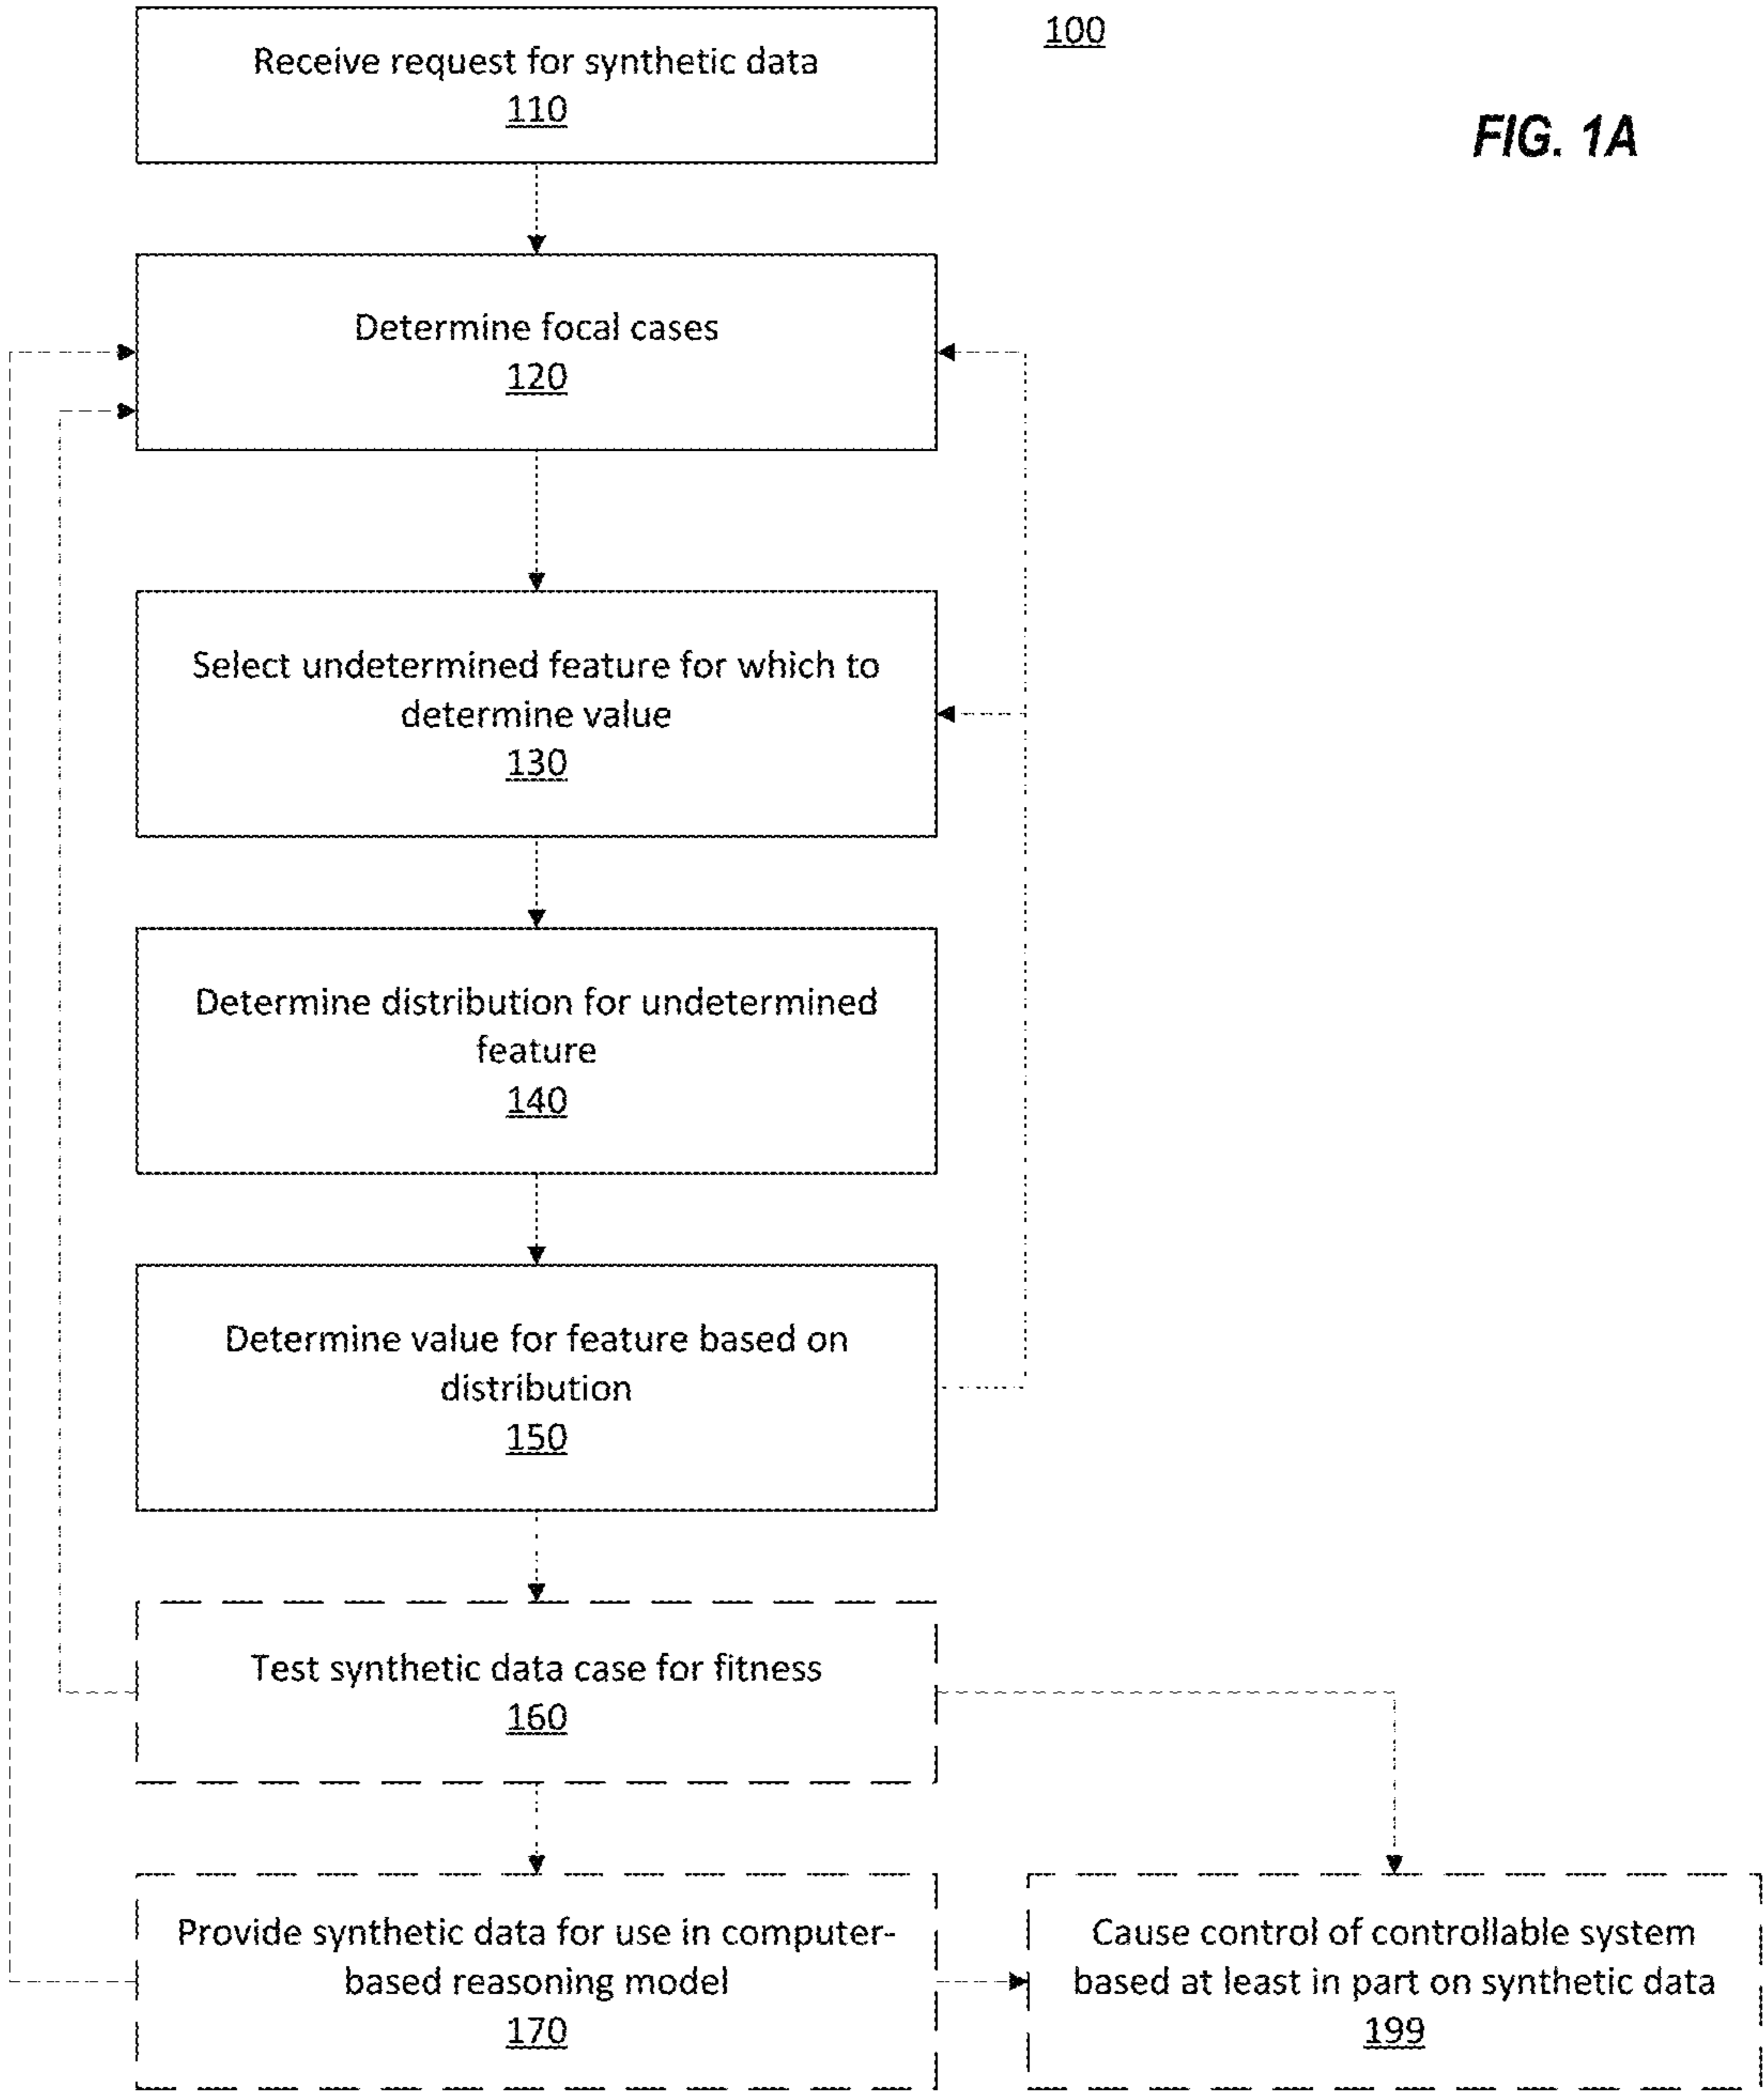 100
FIG. 1A
Receive request for synthetic data
110
Determine focal cases
120
Select undetermined feature for which to
determine value
130
Determine distribution for undetermined
feature
140
Determine value for feature based on
distribution
150
Test synthetic data case for fitness
160
Provide synthetic data for use in computer-
based reasoning model
170
Cause control of controllable system
based at least in part on synthetic data
199